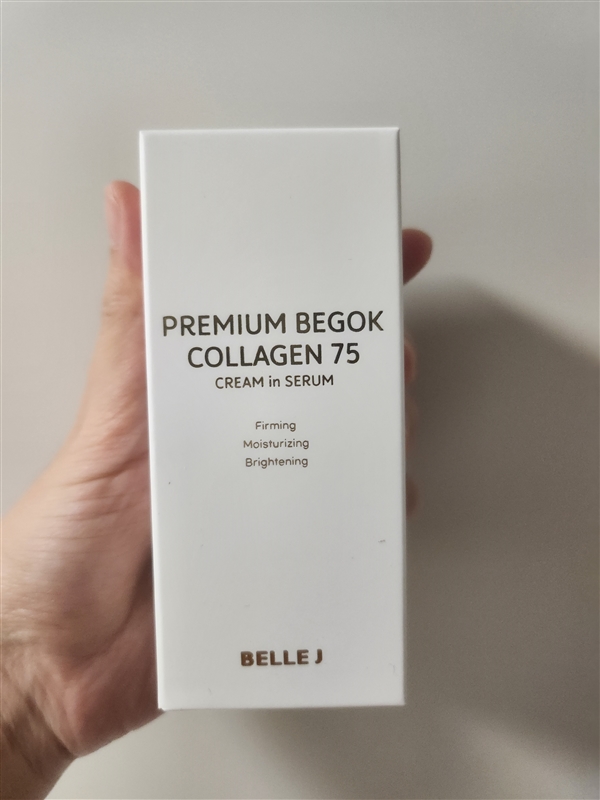 PREMIUM BEGOK
COLLAGEN 75
CREAM in SERUM
Firming
Moisturizing
Brightening
BELLE J